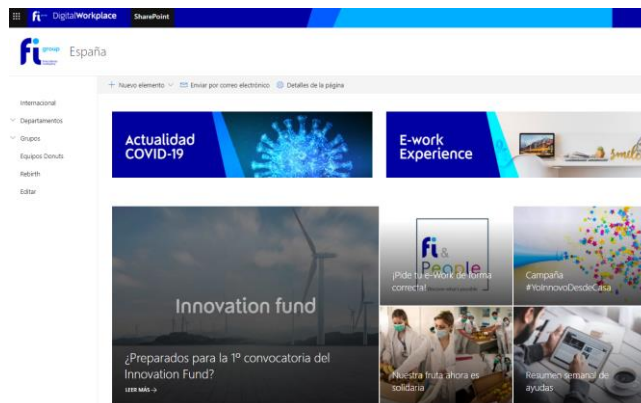 fi DigitalWorkplace SharePoint
fi group España
+ Nuevo elemento Enviar por correo electrónico Detalles de la página
Internacional
Departamentos
Grupos
Equipos Donuts
Rebirth
Editar
Actualidad
COVID-19
E-work
Experience
Innovation fund
¿Preparados para la 1º convocatoria del
Innovation Fund?
LEER MÁS →
fi &
People
¡Pide tu e-Work de forma
correcta!
Campaña
#YoInnovoDesdeCasa
Nuestra fruta ahora es
solidaria
Resumen semanal de
ayudas